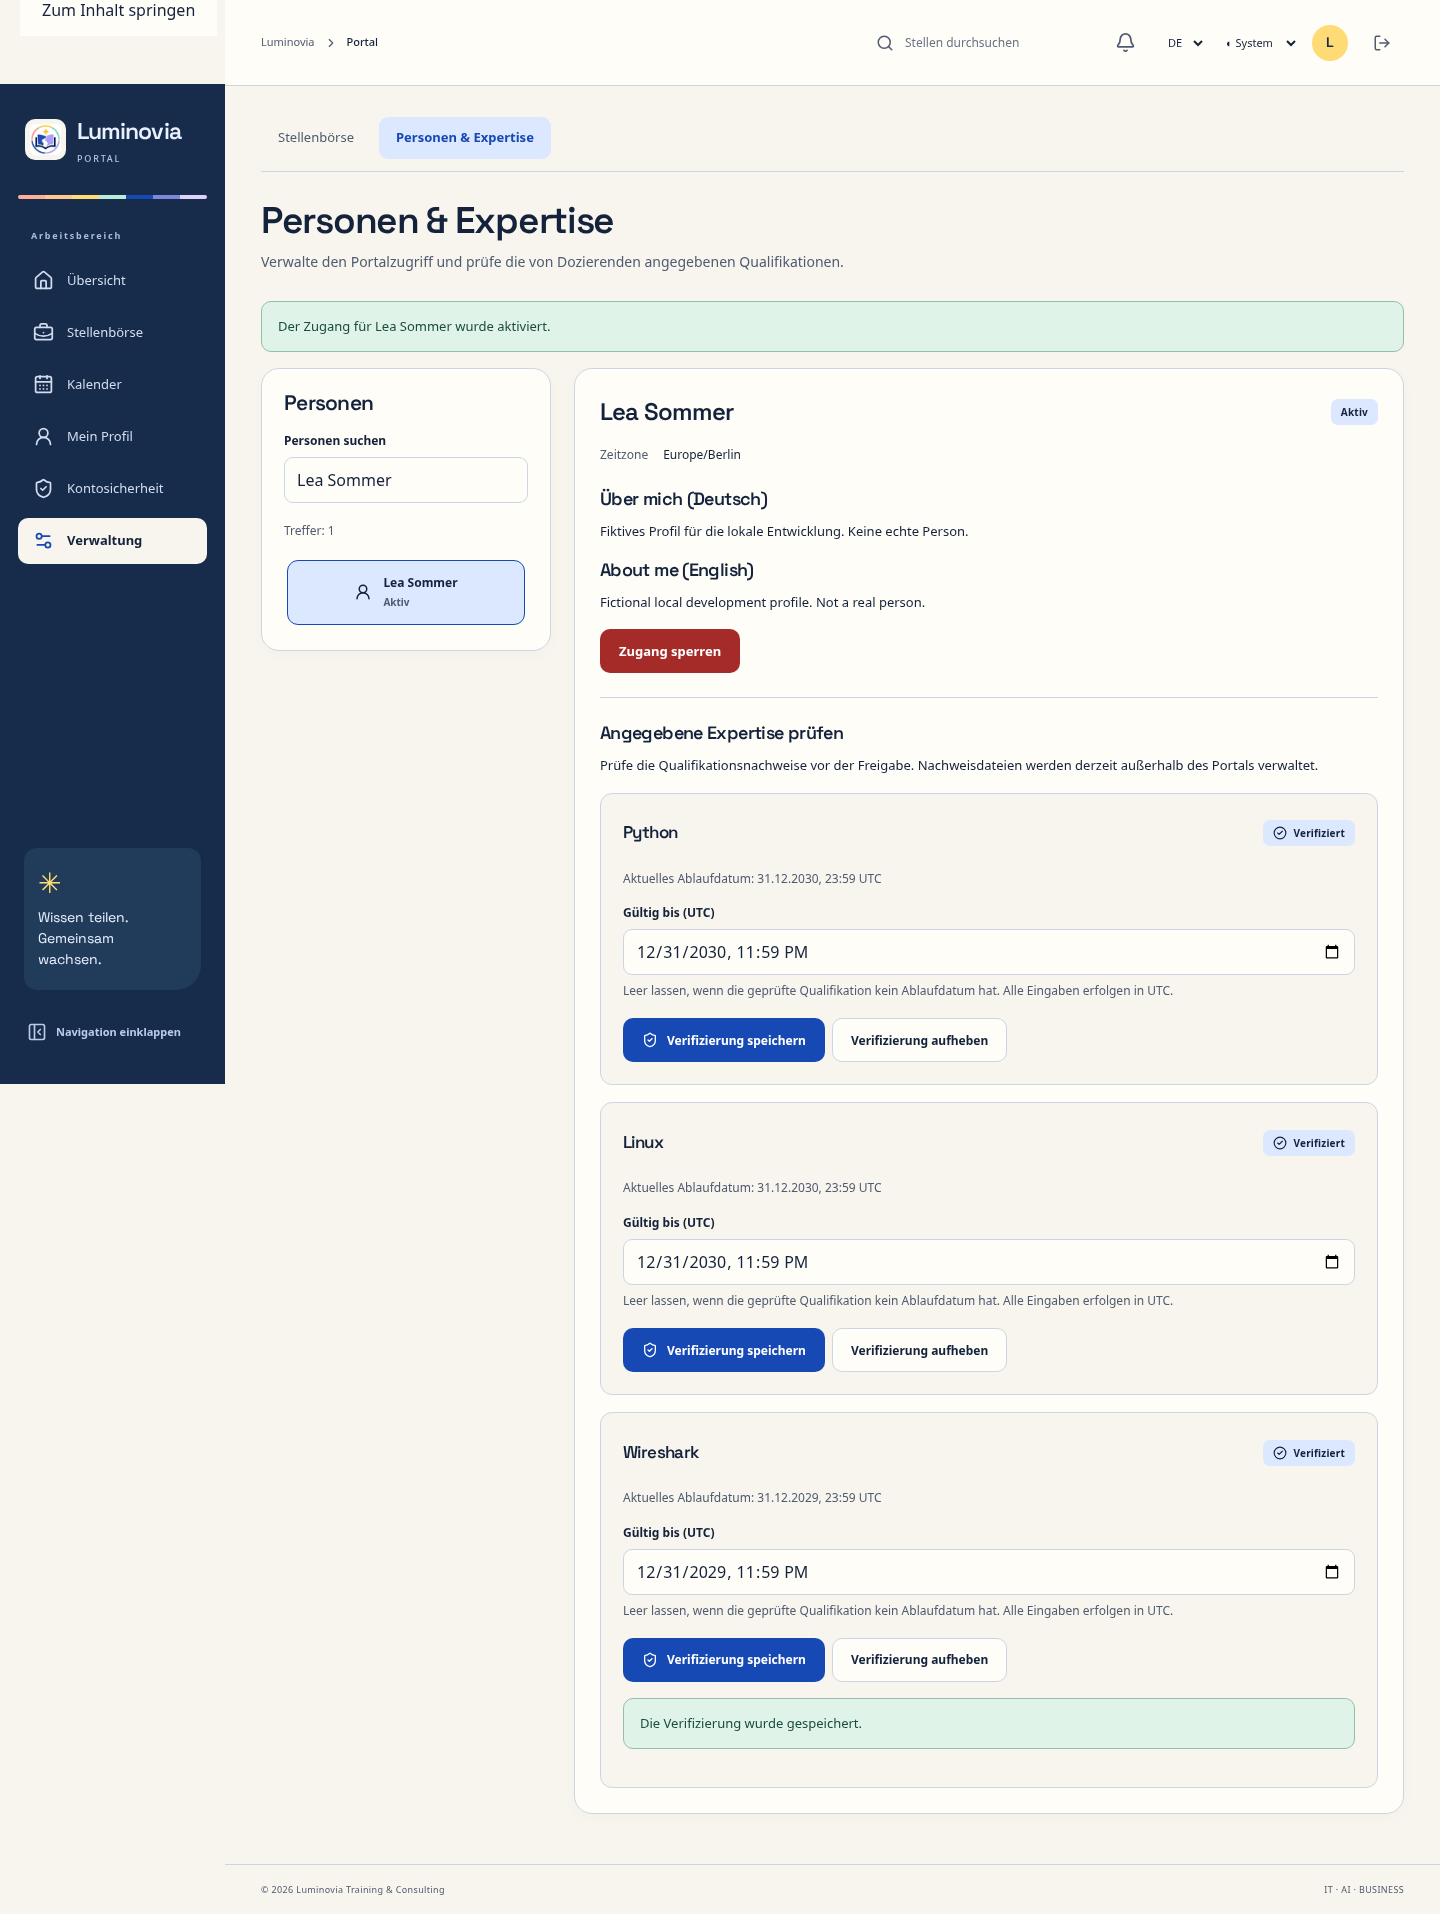 Zum Inhalt springen
Luminovia
Portal
Stellen durchsuchen
DE
System
L
Luminovia
PORTAL
Arbeitsbereich
Übersicht
Stellenbörse
Kalender
Mein Profil
Kontosicherheit
Verwaltung
Wissen teilen.
Gemeinsam
wachsen.
Navigation einklappen
Stellenbörse
Personen & Expertise
Personen & Expertise
Verwalte den Portalzugriff und prüfe die von Dozierenden angegebenen Qualifikationen.
Der Zugang für Lea Sommer wurde aktiviert.
Personen
Personen suchen
Lea Sommer
Treffer: 1
Lea Sommer
Aktiv
Lea Sommer
Aktiv
Zeitzone Europe/Berlin
Über mich (Deutsch)
Fiktives Profil für die lokale Entwicklung. Keine echte Person.
About me (English)
Fictional local development profile. Not a real person.
Zugang sperren
Angegebene Expertise prüfen
Prüfe die Qualifikationsnachweise vor der Freigabe. Nachweisdateien werden derzeit außerhalb des Portals verwaltet.
Python
Verifiziert
Aktuelles Ablaufdatum: 31.12.2030, 23:59 UTC
Gültig bis (UTC)
12/31/2030, 11:59 PM
Leer lassen, wenn die geprüfte Qualifikation kein Ablaufdatum hat. Alle Eingaben erfolgen in UTC.
Verifizierung speichern
Verifizierung aufheben
Linux
Verifiziert
Aktuelles Ablaufdatum: 31.12.2030, 23:59 UTC
Gültig bis (UTC)
12/31/2030, 11:59 PM
Leer lassen, wenn die geprüfte Qualifikation kein Ablaufdatum hat. Alle Eingaben erfolgen in UTC.
Verifizierung speichern
Verifizierung aufheben
Wireshark
Verifiziert
Aktuelles Ablaufdatum: 31.12.2029, 23:59 UTC
Gültig bis (UTC)
12/31/2029, 11:59 PM
Leer lassen, wenn die geprüfte Qualifikation kein Ablaufdatum hat. Alle Eingaben erfolgen in UTC.
Verifizierung speichern
Verifizierung aufheben
Die Verifizierung wurde gespeichert.
© 2026 Luminovia Training & Consulting
IT · AI · BUSINESS